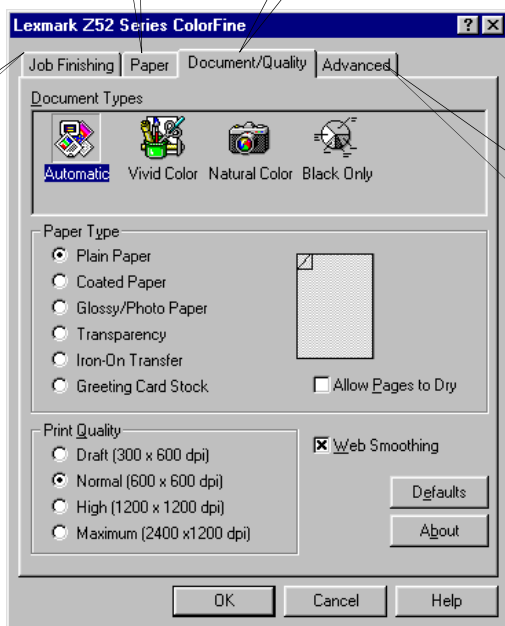 Lexmark Z52 Series ColorFine
Job Finishing Paper Document/Quality Advanced
Document Types
Automatic Vivid Color Natural Color Black Only
Paper Type
Plain Paper
Coated Paper
Glossy/Photo Paper
Transparency
Iron-On Transfer
Greeting Card Stock
Allow Pages to Dry
Print Quality
Draft (300 x 600 dpi)
Normal (600 x 600 dpi)
High (1200 x 1200 dpi)
Maximum (2400 x1200 dpi)
Web Smoothing
Defaults
About
OK Cancel Help